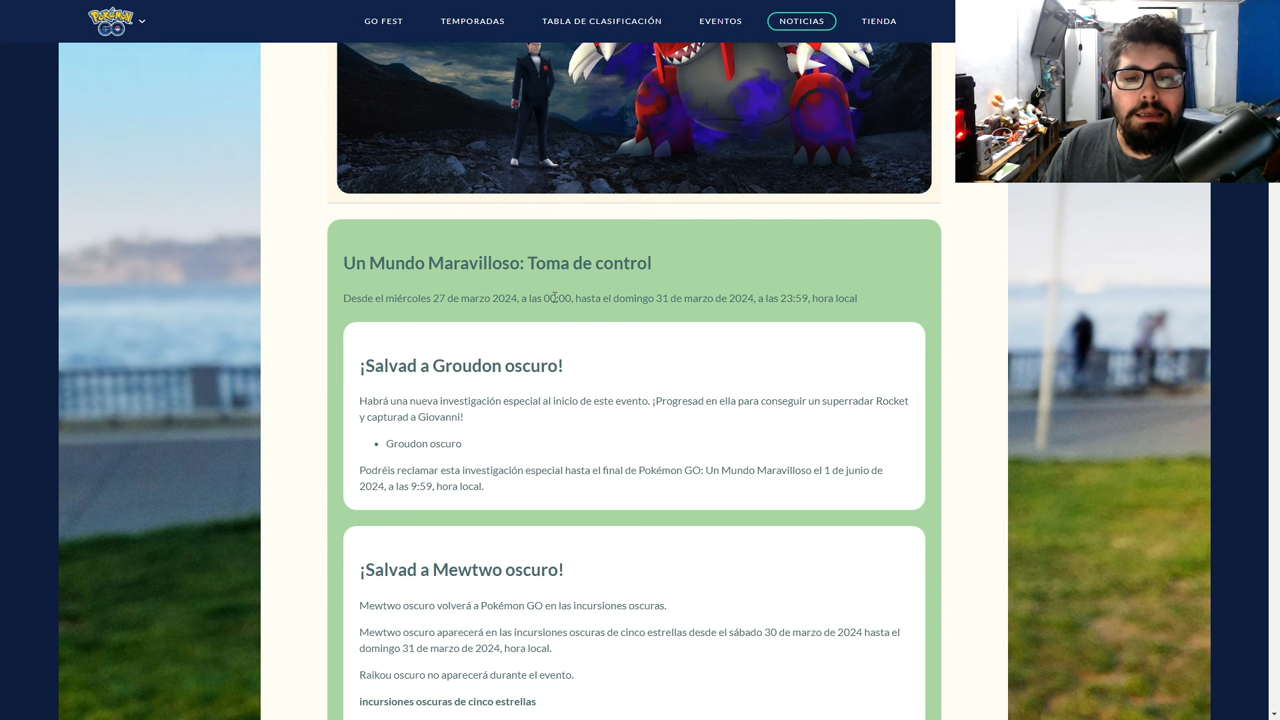 POKÉMON
GO
GO FEST
TEMPORADAS
TABLA DE CLASIFICACIÓN
EVENTOS
NOTICIAS
TIENDA
Un Mundo Maravilloso: Toma de control
Desde el miércoles 27 de marzo 2024, a las 00:00, hasta el domingo 31 de marzo de 2024, a las 23:59, hora local
¡Salvad a Groudon oscuro!
Habrá una nueva investigación especial al inicio de este evento. ¡Progresad en ella para conseguir un superradar Rocket
y capturad a Giovanni!
• Groudon oscuro
Podréis reclamar esta investigación especial hasta el final de Pokémon GO: Un Mundo Maravilloso el 1 de junio de
2024, a las 9:59, hora local.
¡Salvad a Mewtwo oscuro!
Mewtwo oscuro volverá a Pokémon GO en las incursiones oscuras.
Mewtwo oscuro aparecerá en las incursiones oscuras de cinco estrellas desde el sábado 30 de marzo de 2024 hasta el
domingo 31 de marzo de 2024, hora local.
Raikou oscuro no aparecerá durante el evento.
incursiones oscuras de cinco estrellas